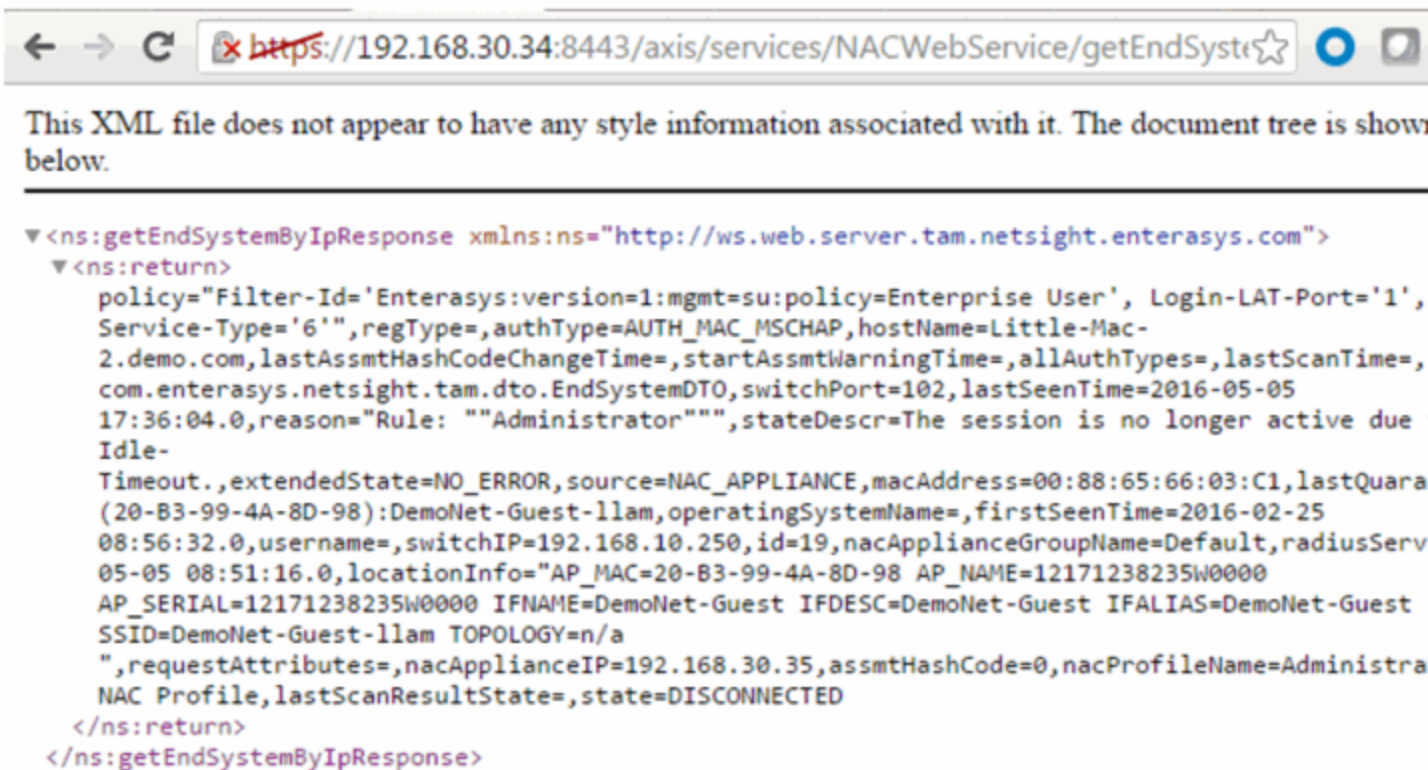 https://192.168.30.34:8443/axis/services/NACWebService/getEndSyste
This XML file does not appear to have any style information associated with it. The document tree is shown
below.
▼<ns:getEndSystemByIpResponse xmlns:ns="http://ws.web.server.tam.netsight.enterasys.com">
▼<ns:return>
policy="Filter-Id='Enterasys:version=1:mgmt=su:policy=Enterprise User', Login-LAT-Port='1',
Service-Type='6'",regType=,authType=AUTH_MAC_MSCHAP,hostName=Little-Mac-
2.demo.com,lastAssmtHashCodeChangeTime=,startAssmtWarningTime=,allAuthTypes=,lastScanTime=,
com.enterasys.netsight.tam.dto.EndSystemDTO,switchPort=102,lastSeenTime=2016-05-05
17:36:04.0,reason="Rule: ""Administrator""",stateDescr=The session is no longer active due
Idle-
Timeout.,extendedState=NO_ERROR,source=NAC_APPLIANCE,macAddress=00:88:65:66:03:C1,lastQuara
(20-B3-99-4A-8D-98):DemoNet-Guest-llam,operatingSystemName=,firstSeenTime=2016-02-25
08:56:32.0,username=,switchIP=192.168.10.250,id=19,nacApplianceGroupName=Default,radiusServ
05-05 08:51:16.0,locationInfo="AP_MAC=20-B3-99-4A-8D-98 AP_NAME=12171238235W0000
AP_SERIAL=12171238235W0000 IFNAME=DemoNet-Guest IFDESC=DemoNet-Guest IFALIAS=DemoNet-Guest
SSID=DemoNet-Guest-llam TOPOLOGY=n/a
",requestAttributes=,nacApplianceIP=192.168.30.35,assmtHashCode=0,nacProfileName=Administra
NAC Profile,lastScanResultState=,state=DISCONNECTED
</ns:return>
</ns:getEndSystemByIpResponse>